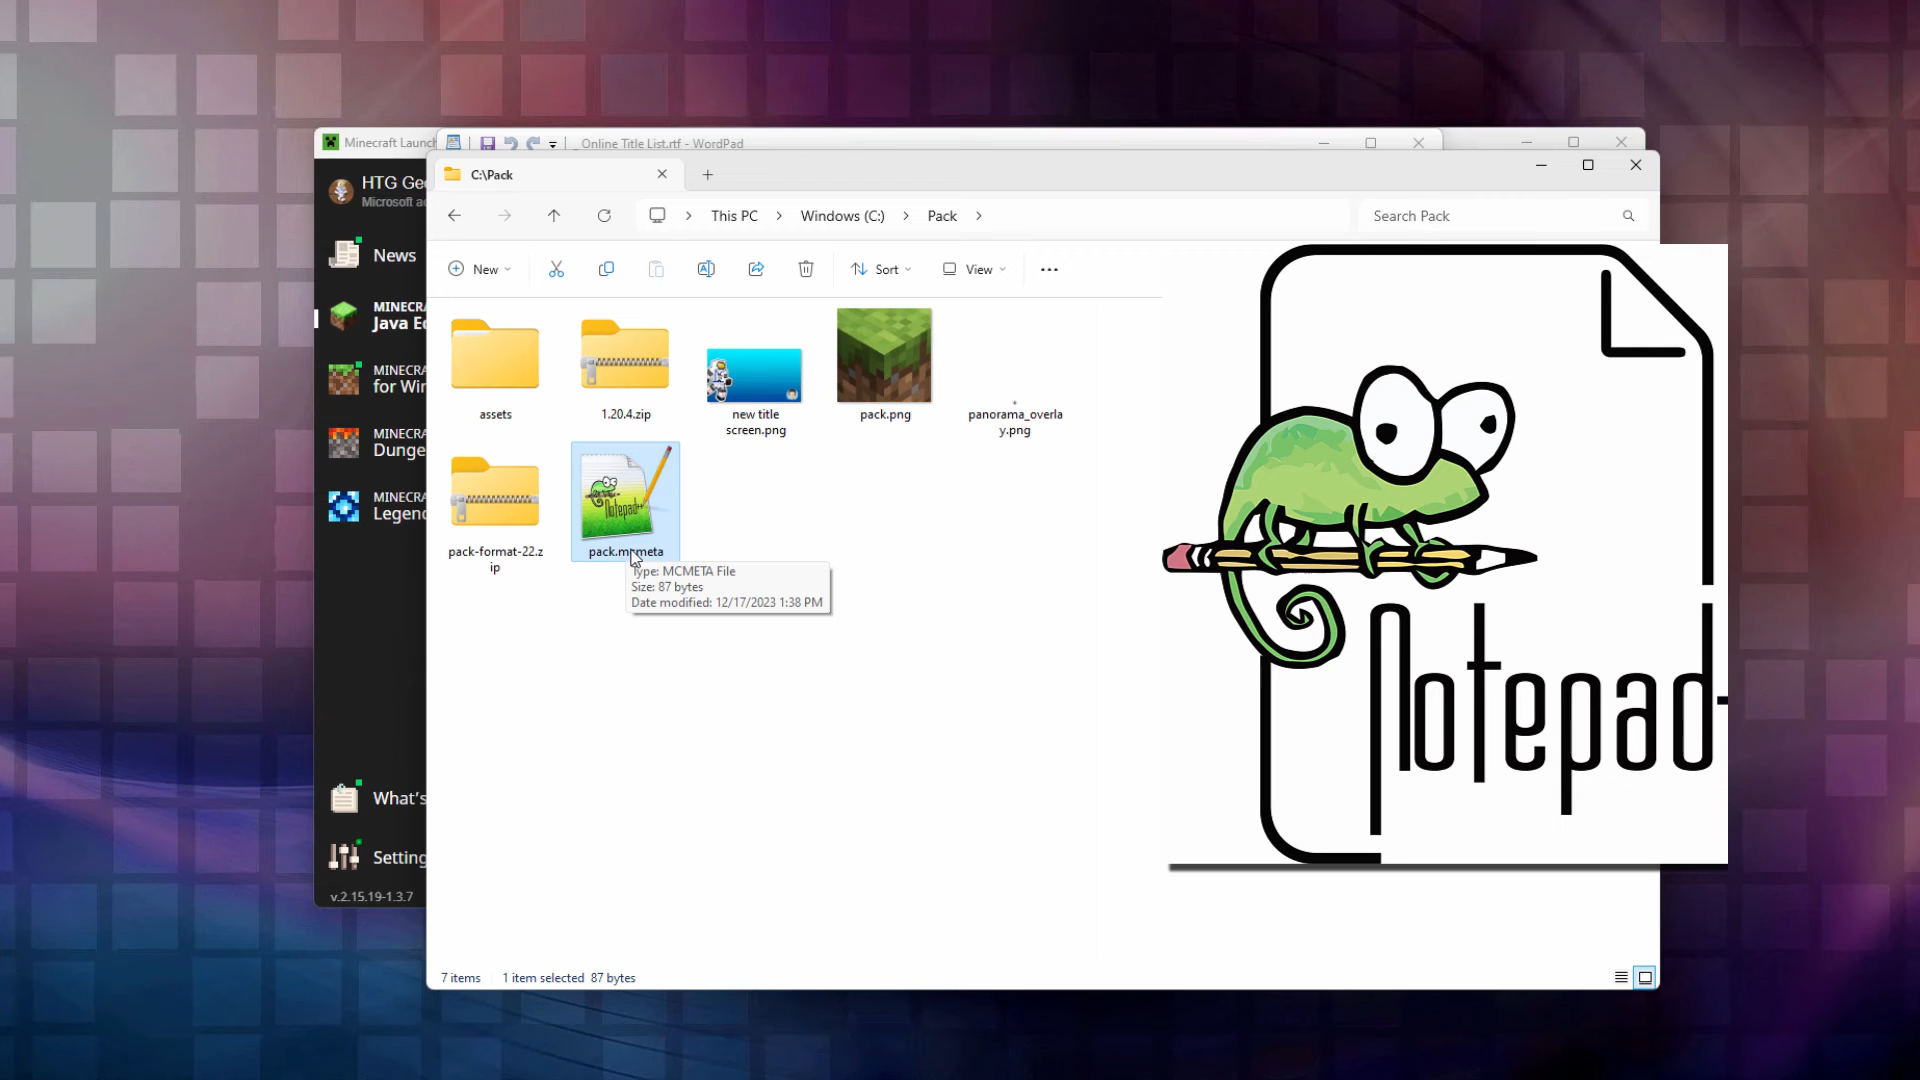 Minecraft Launc
Online Title List.rtf - WordPad
C:\Pack
HTG Ge
Microsoft a
This PC
Windows (C:)
Pack
Search Pack
News
New
Sort
View
MINECRA
Java E
MINECRA
for Wi
MINECRA
Dunge
MINECRA
Legen
assets
1.20.4.zip
new title
screen.png
pack.png
panorama_overla
y.png
pack-format-22.z
ip
Notepad++
pack.mcmeta
Type: MCMETA File
Size: 87 bytes
Date modified: 12/17/2023 1:38 PM
Notepad
What's
Setting
v.2.15.19-1.3.7
7 items
1 item selected 87 bytes